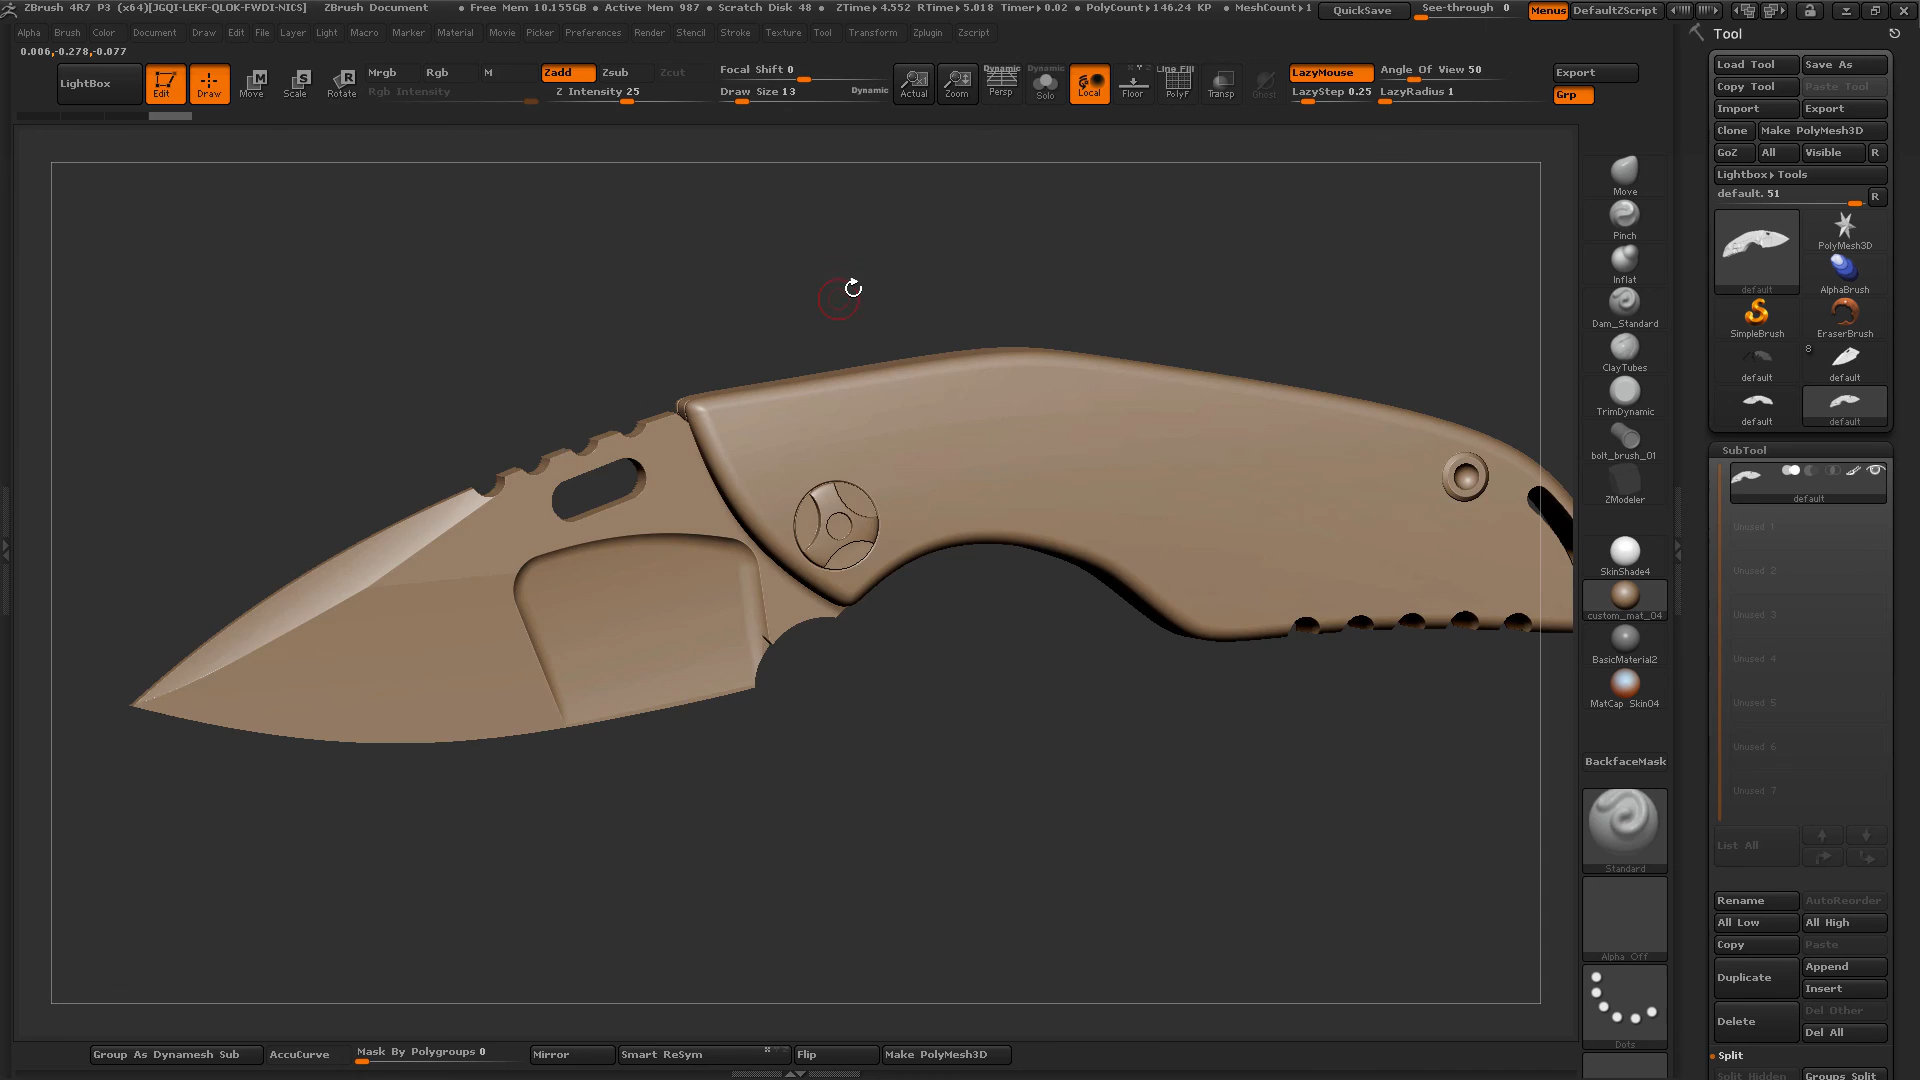 ZBrush 4R7 P3 (x64)[JGQI-LEKF-QLOK-FWDI-NICS] ZBrush Document • Free Mem 10.155GB • Active Mem 987 • Scratch Disk 48 • ZTime▸4.552 RTime▸5.018 Timer▸0.02 • PolyCount▸146.24 KP • MeshCount▸1 QuickSave See-through 0 Menus DefaultZScript
Alpha Brush Color Document Draw Edit File Layer Light Macro Marker Material Movie Picker Preferences Render Stencil Stroke Texture Tool Transform Zplugin Zscript
0.006,-0.278,-0.077
LightBox
Edit
Draw
Move
Scale
Rotate
Mrgb Rgb M
Rgb Intensity
Zadd Zsub Zcut
Z Intensity 25
Focal Shift 0
Draw Size 13
Dynamic
Actual
Zoom
Dynamic
Persp
Dynamic
Solo
Local
Floor
Line Fill
PolyF
Transp
Ghost
LazyMouse
LazyStep 0.25
Angle Of View 50
LazyRadius 1
Export
Grp
Move
Pinch
Inflat
Dam_Standard
ClayTubes
TrimDynamic
bolt_brush_01
ZModeler
SkinShade4
custom_mat_04
BasicMaterial2
MatCap Skin04
BackfaceMask
Standard
Alpha Off
Dots
Tool
Load Tool Save As
Copy Tool Paste Tool
Import Export
Clone Make PolyMesh3D
GoZ All Visible R
Lightbox▸Tools
default. 51 R
default
PolyMesh3D
AlphaBrush
SimpleBrush EraserBrush
8
default default
default default
SubTool
default
Unused 1
Unused 2
Unused 3
Unused 4
Unused 5
Unused 6
Unused 7
List All
Rename AutoReorder
All Low All High
Copy Paste
Duplicate
Append
Insert
Delete
Del Other
Del All
Split
Split Hidden Groups Split
Group As Dynamesh Sub AccuCurve Mask By Polygroups 0 Mirror Smart ReSym Flip Make PolyMesh3D